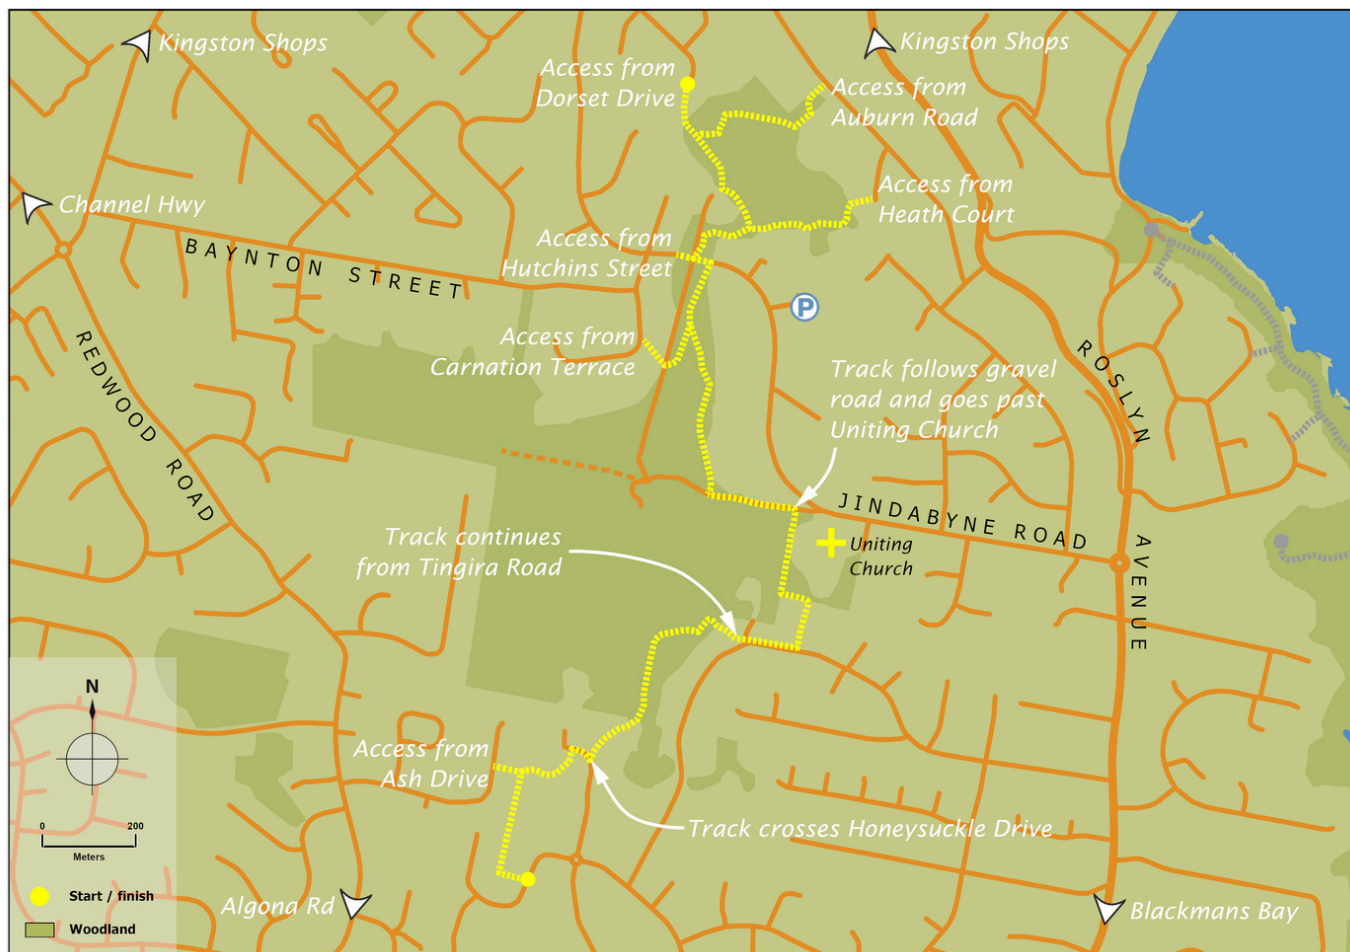 Kingston Shops
Kingston Shops
Access from
Dorset Drive
Access from
Auburn Road
Channel Hwy
Access from
Heath Court
BAYNTON STREET
Access from
Hutchins Street
P
Access from
Carnation Terrace
REDWOOD ROAD
ROSLYN AVENUE
Track follows gravel
road and goes past
Uniting Church
JINDABYNE ROAD
Track continues
from Tingira Road
Uniting
Church
Access from
Ash Drive
Track crosses Honeysuckle Drive
Algona Rd
Blackmans Bay
N
0 200
Meters
Start / finish
Woodland